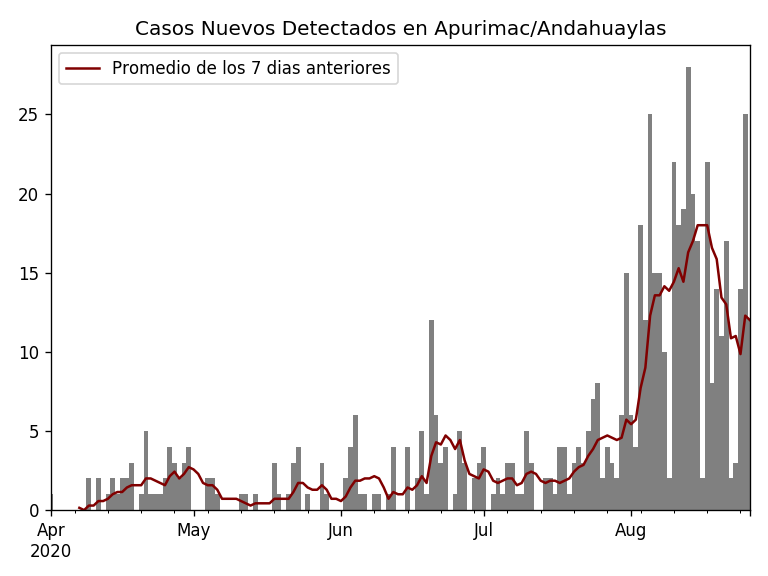 Casos Nuevos Detectados en Apurimac/Andahuaylas
Promedio de los 7 dias anteriores
25
20
15
10
5
0
Apr May Jun Jul Aug
2020